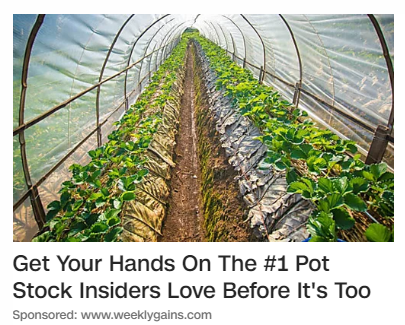 Get Your Hands On The #1 Pot
Stock Insiders Love Before It's Too
Sponsored: www.weeklygains.com